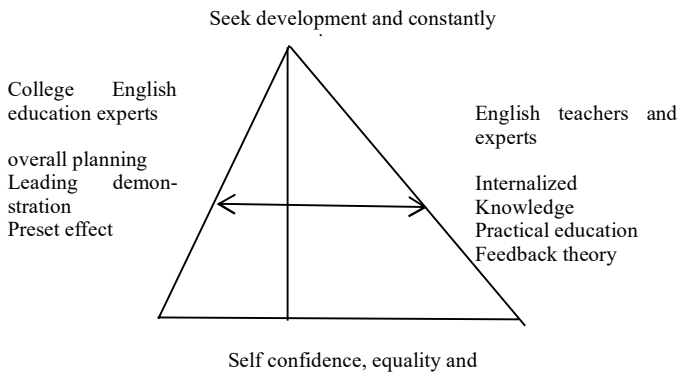 Seek development and constantly
College English
education experts
overall planning
Leading demon-
stration
Preset effect
English teachers and
experts
Internalized
Knowledge
Practical education
Feedback theory
Self confidence, equality and